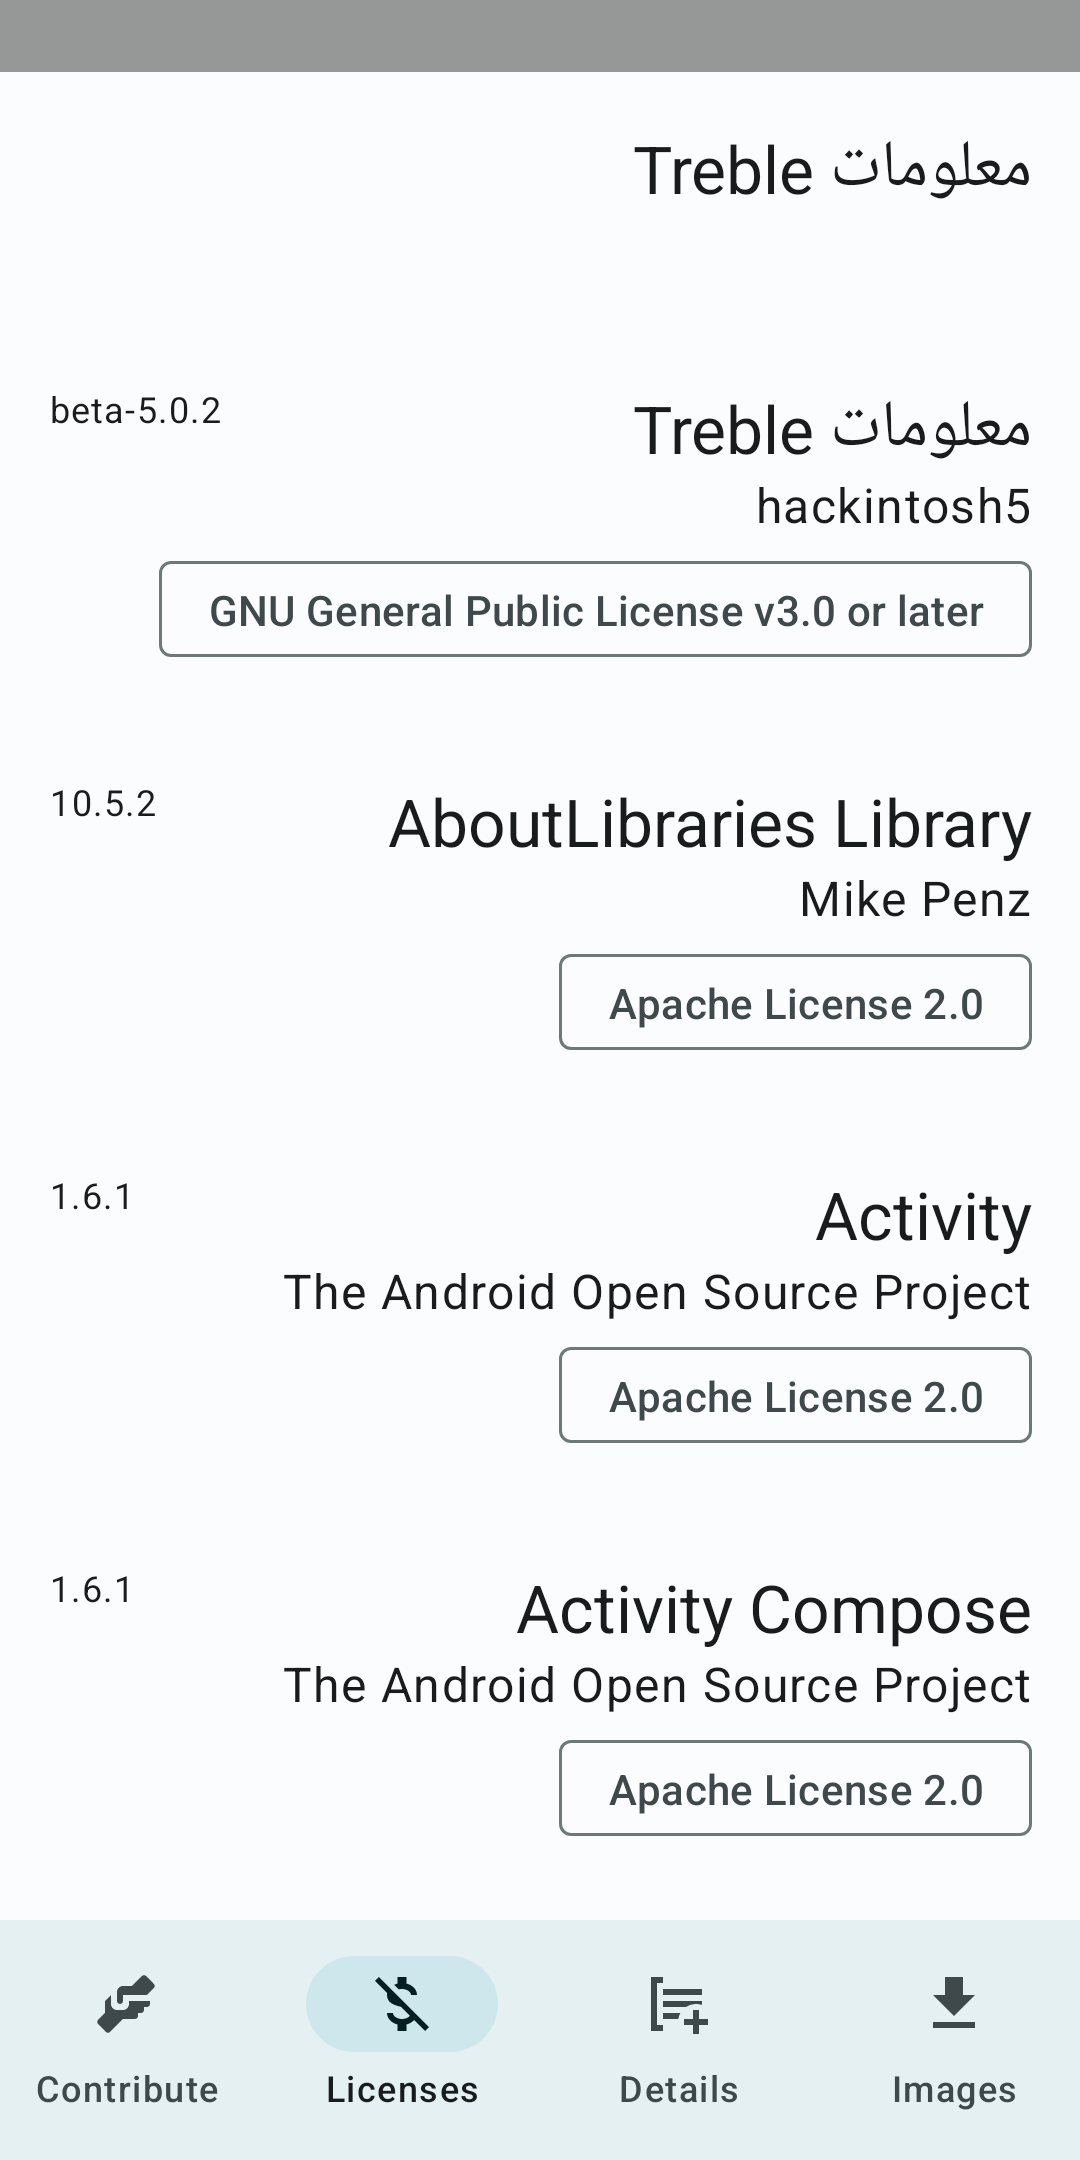 معلومات Treble
معلومات Treble
beta-5.0.2
hackintosh5
GNU General Public License v3.0 or later
AboutLibraries Library
10.5.2
Mike Penz
Apache License 2.0
Activity
1.6.1
The Android Open Source Project
Apache License 2.0
Activity Compose
1.6.1
The Android Open Source Project
Apache License 2.0
Contribute
Licenses
Details
Images